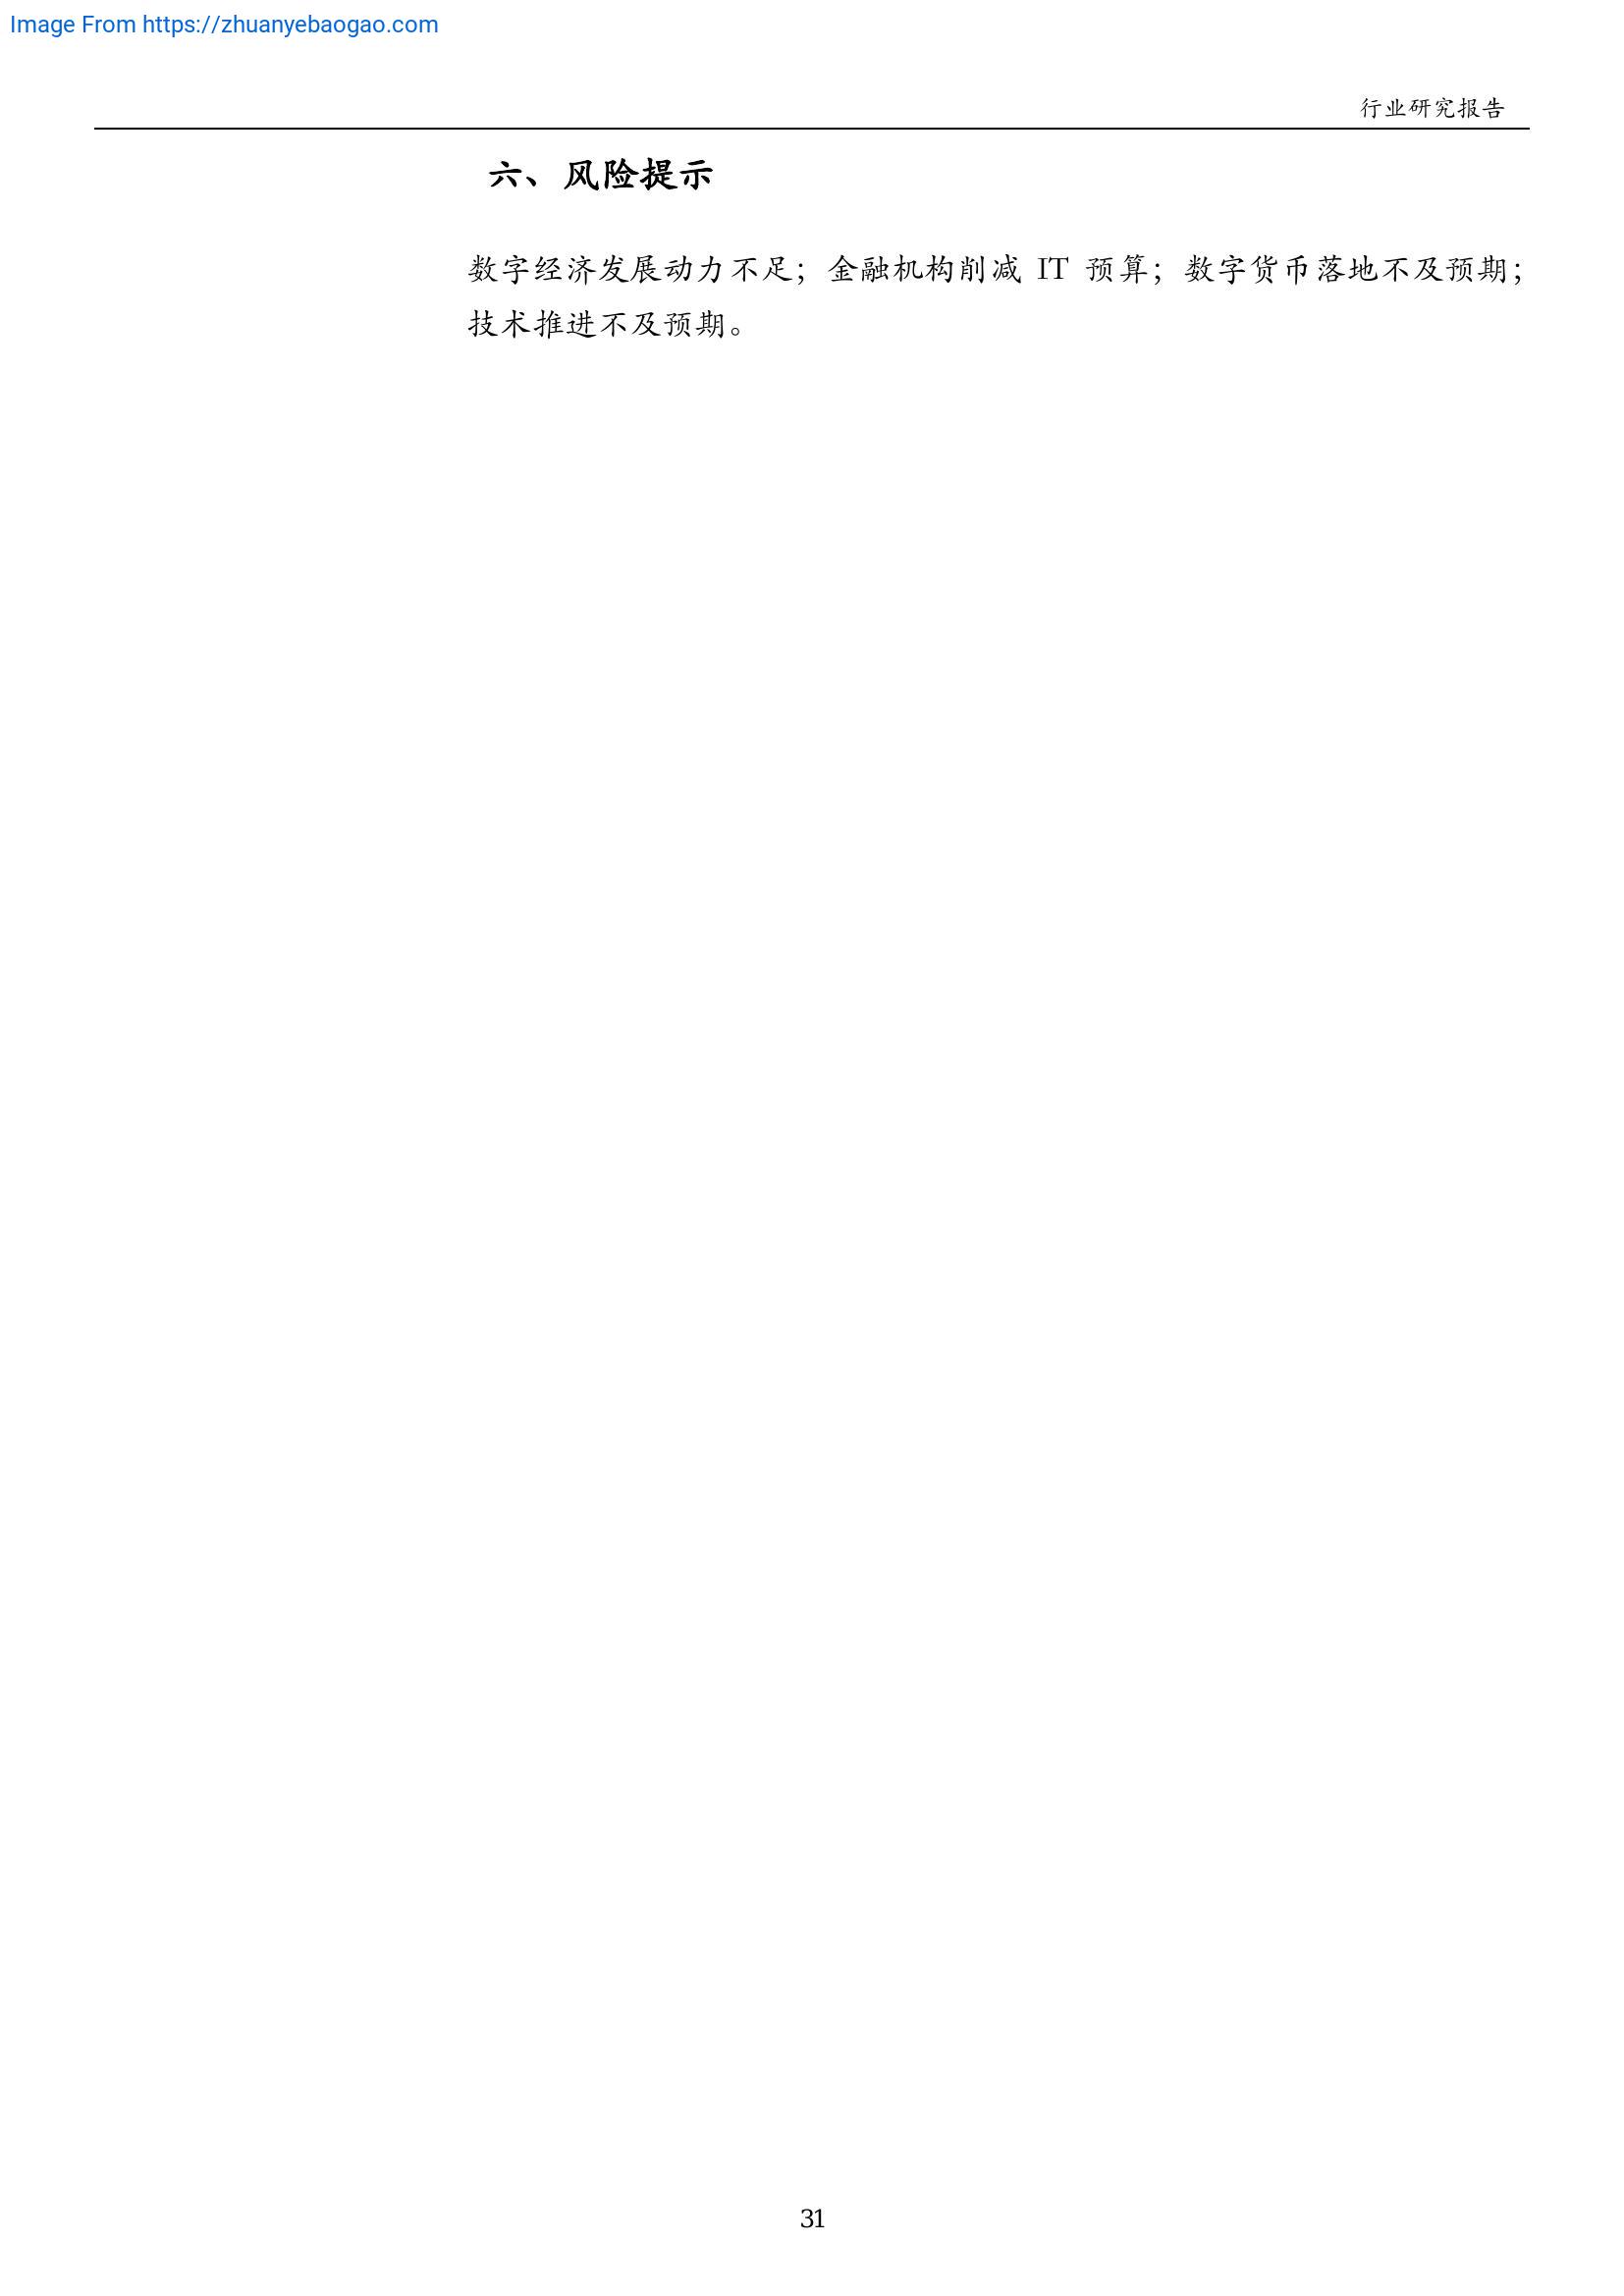 Image From https://zhuanyebaogao.com
行业研究报告
六、风险提示
数字经济发展动力不足；金融机构削减 IT 预算；数字货币落地不及预期；
技术推进不及预期。
31